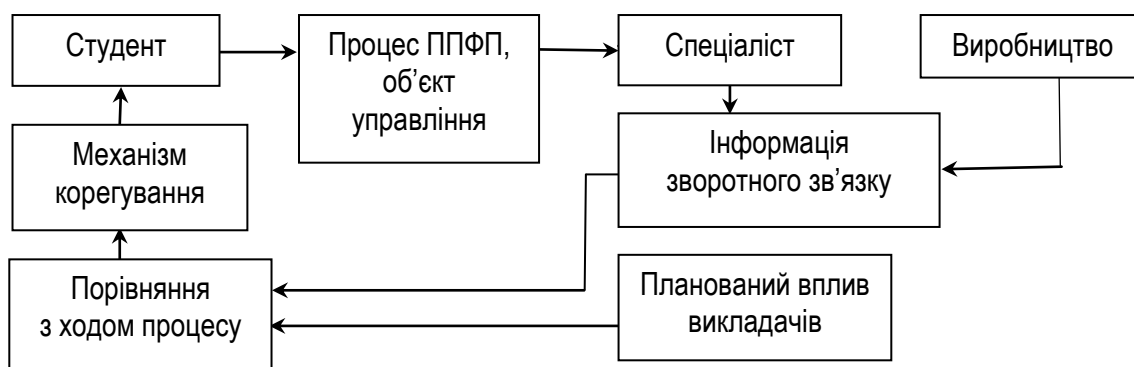 Студент
Процес ППФП,
об’єкт
управління
Спеціаліст
Виробництво
Механізм
корегування
Інформація
зворотного зв’язку
Порівняння
з ходом процесу
Планований вплив
викладачів